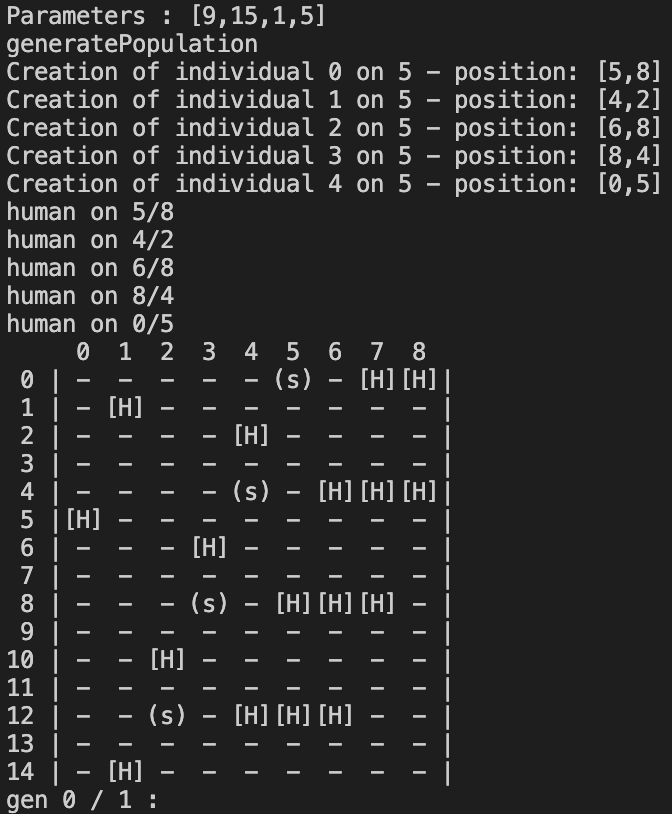 Parameters : [9,15,1,5]
generatePopulation
Creation of individual 0 on 5 – position: [5,8]
Creation of individual 1 on 5 – position: [4,2]
Creation of individual 2 on 5 – position: [6,8]
Creation of individual 3 on 5 – position: [8,4]
Creation of individual 4 on 5 – position: [0,5]
human on 5/8
human on 4/2
human on 6/8
human on 8/4
human on 0/5
     0  1  2  3  4  5  6  7  8
 0 | –  –  –  –  – (s) – [H][H]|
 1 | – [H] –  –  –  –  –  –  – |
 2 | –  –  –  – [H] –  –  –  – |
 3 | –  –  –  –  –  –  –  –  – |
 4 | –  –  –  – (s) – [H][H][H]|
 5 |[H] –  –  –  –  –  –  –  – |
 6 | –  –  – [H] –  –  –  –  – |
 7 | –  –  –  –  –  –  –  –  – |
 8 | –  –  – (s) – [H][H][H] – |
 9 | –  –  –  –  –  –  –  –  – |
10 | –  – [H] –  –  –  –  –  – |
11 | –  –  –  –  –  –  –  –  – |
12 | –  – (s) – [H][H][H] –  – |
13 | –  –  –  –  –  –  –  –  – |
14 | – [H] –  –  –  –  –  –  – |
gen 0 / 1 :